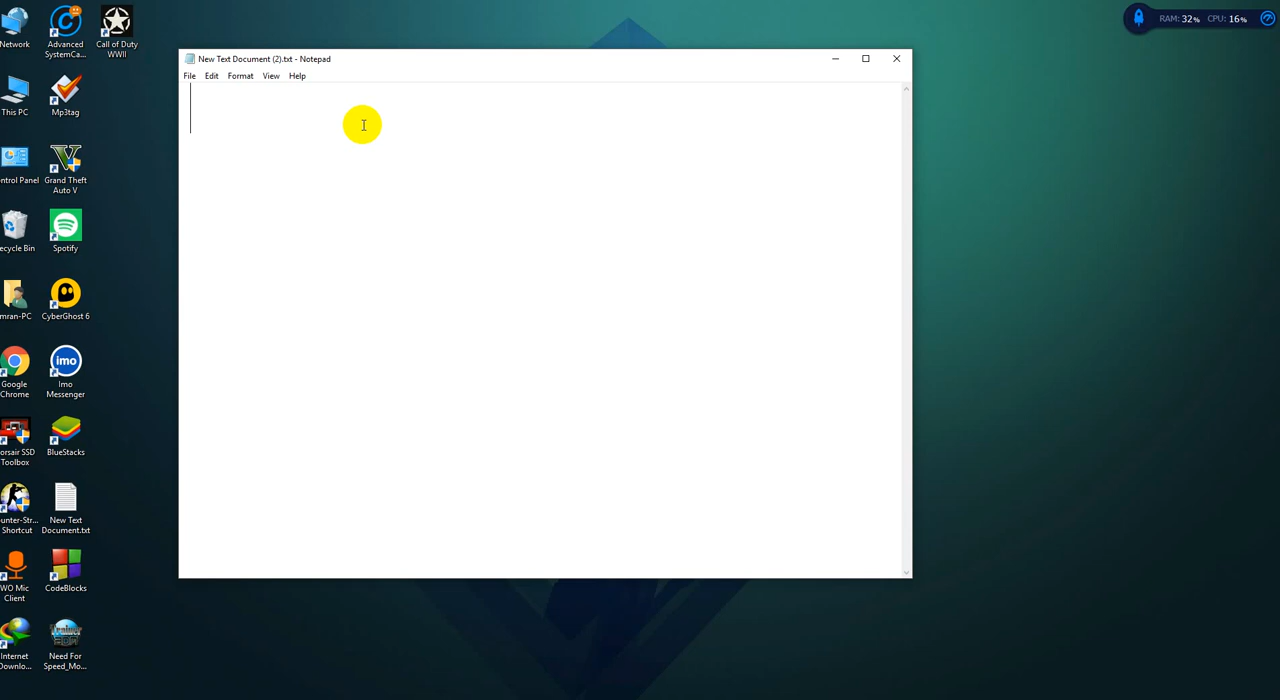 RAM: 32% CPU: 16%
Network
Advanced
SystemCa...
Call of Duty
WWII
New Text Document (2).txt - Notepad
File Edit Format View Help
This PC
Mp3tag
ntrol Panel
Grand Theft
Auto V
ecycle Bin
Spotify
mran-PC
CyberGhost 6
Google
Chrome
imo
Imo
Messenger
orsair SSD
Toolbox
BlueStacks
ounter-Str...
Shortcut
New Text
Document.txt
WO Mic
Client
CodeBlocks
Internet
Downlo...
Need For
Speed_Mo...